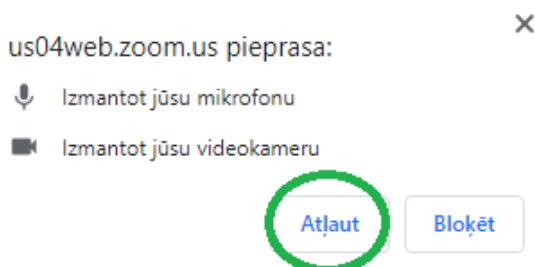 us04web.zoom.us pieprasa:
Izmantot jūsu mikrofonu
Izmantot jūsu videokameru
Atļaut Bloķēt